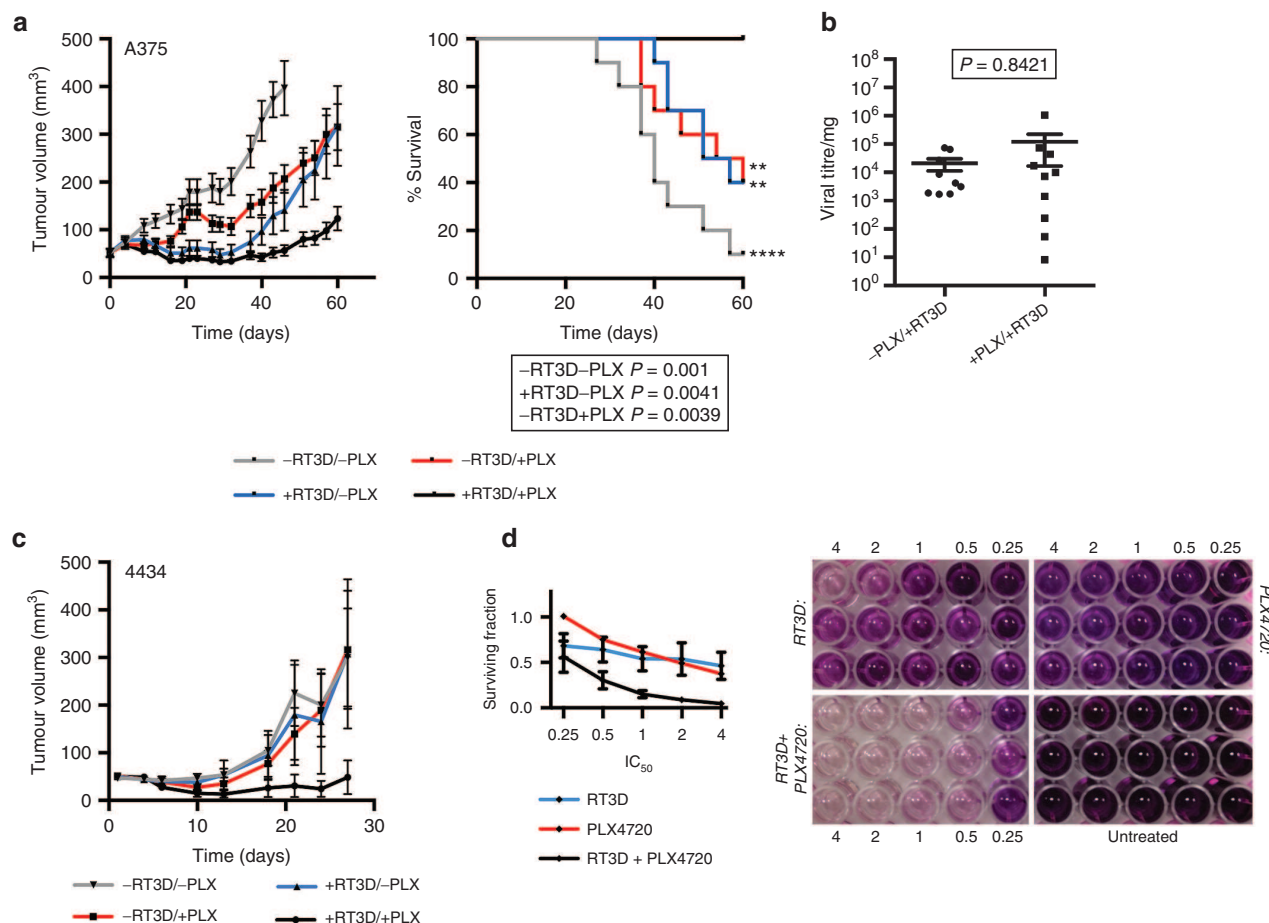 a
A375
Tumour volume (mm³)
500
400
300
200
100
0
0 20 40 60
Time (days)
% Survival
100
80
60
40
20
0
0 20 40 60
Time (days)
**
**
****
–RT3D–PLX P = 0.001
+RT3D–PLX P = 0.0041
–RT3D+PLX P = 0.0039
–RT3D/–PLX
–RT3D/+PLX
+RT3D/–PLX
+RT3D/+PLX
b
P = 0.8421
Viral titre/mg
10⁸
10⁷
10⁶
10⁵
10⁴
10³
10²
10¹
10⁰
–PLX/+RT3D
+PLX/+RT3D
c
4434
Tumour volume (mm³)
500
400
300
200
100
0
0 10 20 30
Time (days)
–RT3D/–PLX
+RT3D/–PLX
–RT3D/+PLX
+RT3D/+PLX
d
Surviving fraction
1.0
0.5
0.0
0.25 0.5 1 2 4
IC₅₀
RT3D
PLX4720
RT3D + PLX4720
4 2 1 0.5 0.25
4 2 1 0.5 0.25
RT3D:
PLX4720:
RT3D+
PLX4720:
4 2 1 0.5 0.25
Untreated